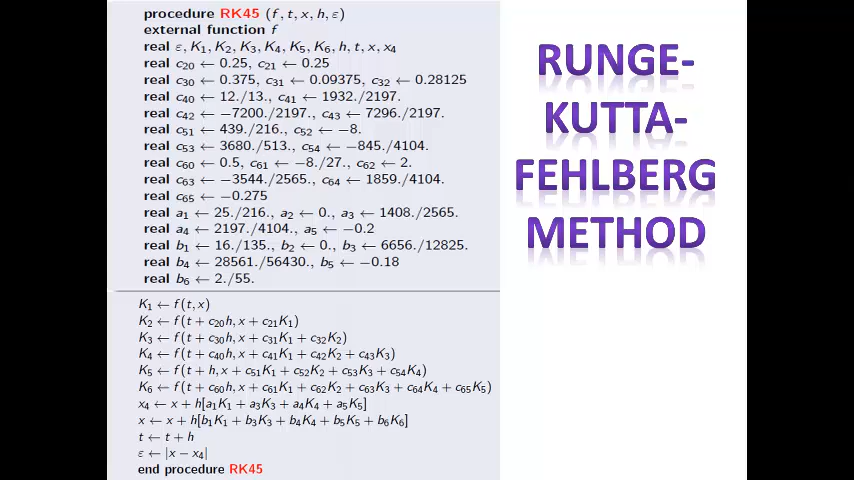 procedure RK45 (f, t, x, h, ε)
external function f
real ε, K₁, K₂, K₃, K₄, K₅, K₆, h, t, x, x₄
real c₂₀ ← 0.25, c₂₁ ← 0.25
real c₃₀ ← 0.375, c₃₁ ← 0.09375, c₃₂ ← 0.28125
real c₄₀ ← 12./13., c₄₁ ← 1932./2197.
real c₄₂ ← −7200./2197., c₄₃ ← 7296./2197.
real c₅₁ ← 439./216., c₅₂ ← −8.
real c₅₃ ← 3680./513., c₅₄ ← −845./4104.
real c₆₀ ← 0.5, c₆₁ ← −8./27., c₆₂ ← 2.
real c₆₃ ← −3544./2565., c₆₄ ← 1859./4104.
real c₆₅ ← −0.275
real a₁ ← 25./216., a₂ ← 0., a₃ ← 1408./2565.
real a₄ ← 2197./4104., a₅ ← −0.2
real b₁ ← 16./135., b₂ ← 0., b₃ ← 6656./12825.
real b₄ ← 28561./56430., b₅ ← −0.18
real b₆ ← 2./55.
K₁ ← f(t, x)
K₂ ← f(t + c₂₀h, x + c₂₁K₁)
K₃ ← f(t + c₃₀h, x + c₃₁K₁ + c₃₂K₂)
K₄ ← f(t + c₄₀h, x + c₄₁K₁ + c₄₂K₂ + c₄₃K₃)
K₅ ← f(t + h, x + c₅₁K₁ + c₅₂K₂ + c₅₃K₃ + c₅₄K₄)
K₆ ← f(t + c₆₀h, x + c₆₁K₁ + c₆₂K₂ + c₆₃K₃ + c₆₄K₄ + c₆₅K₅)
x₄ ← x + h[a₁K₁ + a₃K₃ + a₄K₄ + a₅K₅]
x ← x + h[b₁K₁ + b₃K₃ + b₄K₄ + b₅K₅ + b₆K₆]
t ← t + h
ε ← |x − x₄|
end procedure RK45
RUNGE-
KUTTA-
FEHLBERG
METHOD